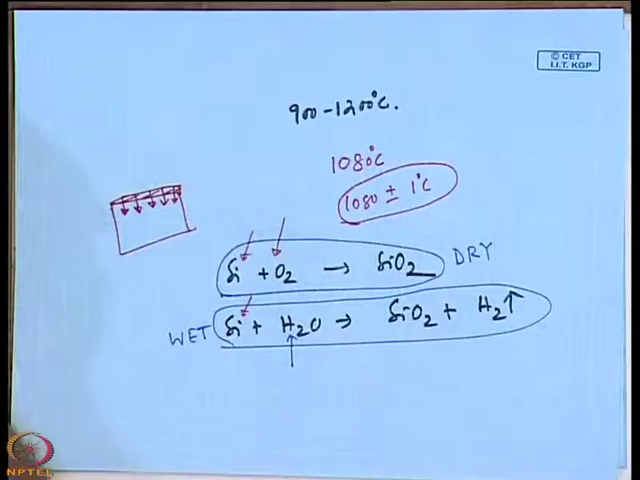 © CET
I.I.T. KGP
900-1200°C.
1080°C
1080 ± 1°C
Si + O₂ → SiO₂ DRY
WET Si + H₂O → SiO₂ + H₂↑
NPTEL